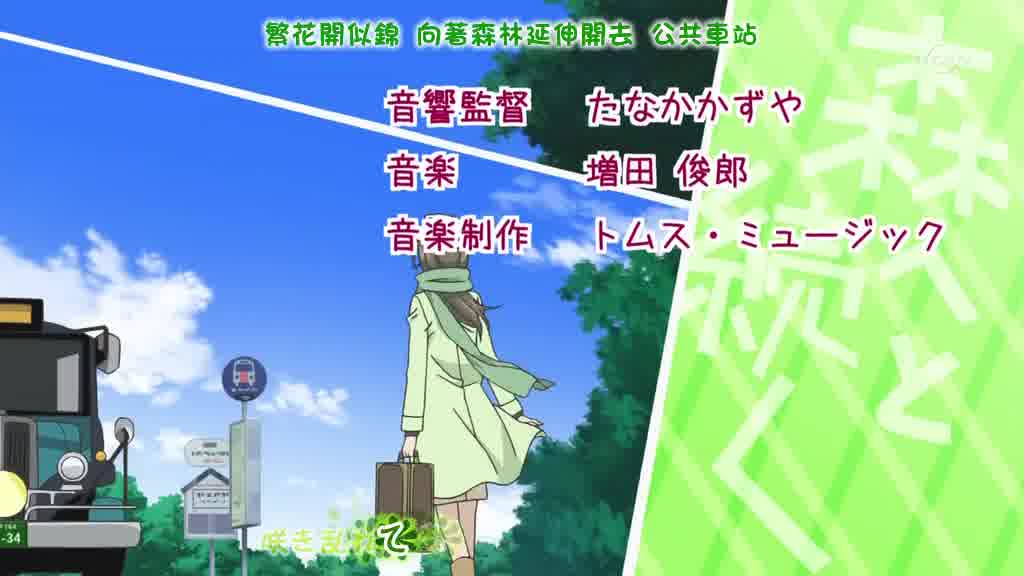 繁花開似錦 向著森林延伸開去 公共車站
音響監督 たなかかずや
音楽 増田 俊郎
音楽制作 トムス・ミュージック
森へと
続く
咲き乱れて
-34